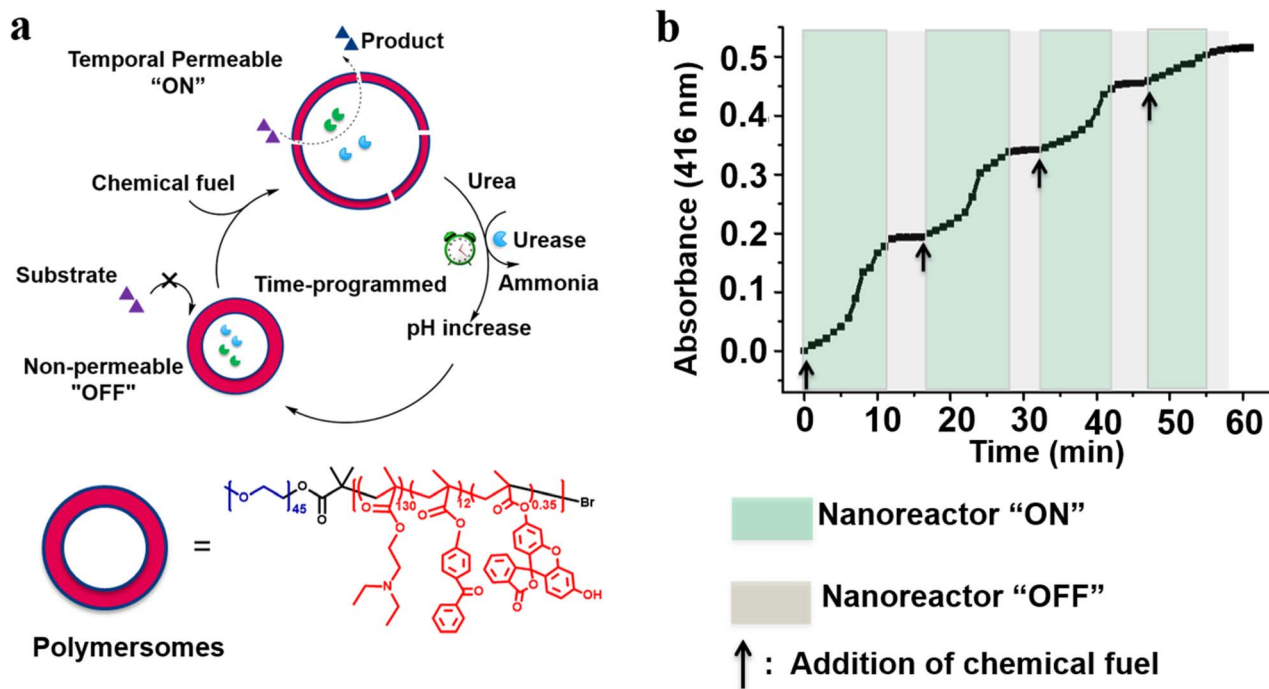 a
Product
Temporal Permeable
“ON”
Chemical fuel
Urea
Urease
Substrate
Time-programmed
Ammonia
pH increase
Non-permeable
"OFF"
Polymersomes
=
O
45
O
O
130
12
0.35
Br
O
O
O
O
O
O
N
O
O
O
O
OH
b
Absorbance (416 nm)
0.5
0.4
0.3
0.2
0.1
0.0
0 10 20 30 40 50 60
Time (min)
Nanoreactor “ON”
Nanoreactor “OFF”
: Addition of chemical fuel